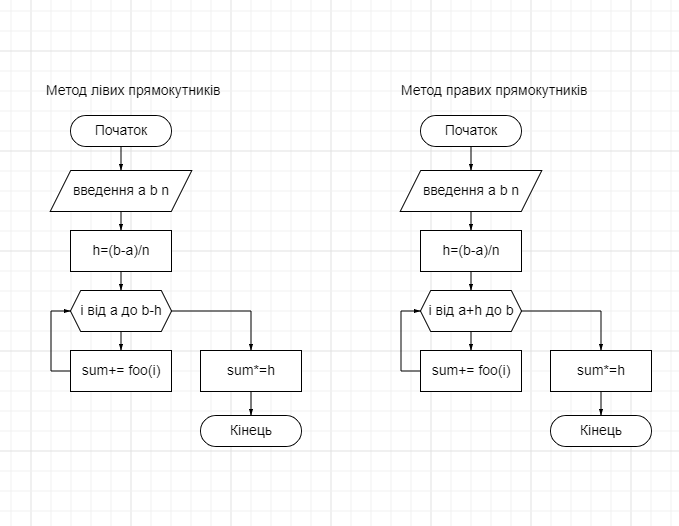 Метод лівих прямокутників
Початок
введення a b n
h=(b-a)/n
і від a до b-h
sum+= foo(i)
sum*=h
Кінець
Метод правих прямокутників
Початок
введення a b n
h=(b-a)/n
і від a+h до b
sum+= foo(i)
sum*=h
Кінець